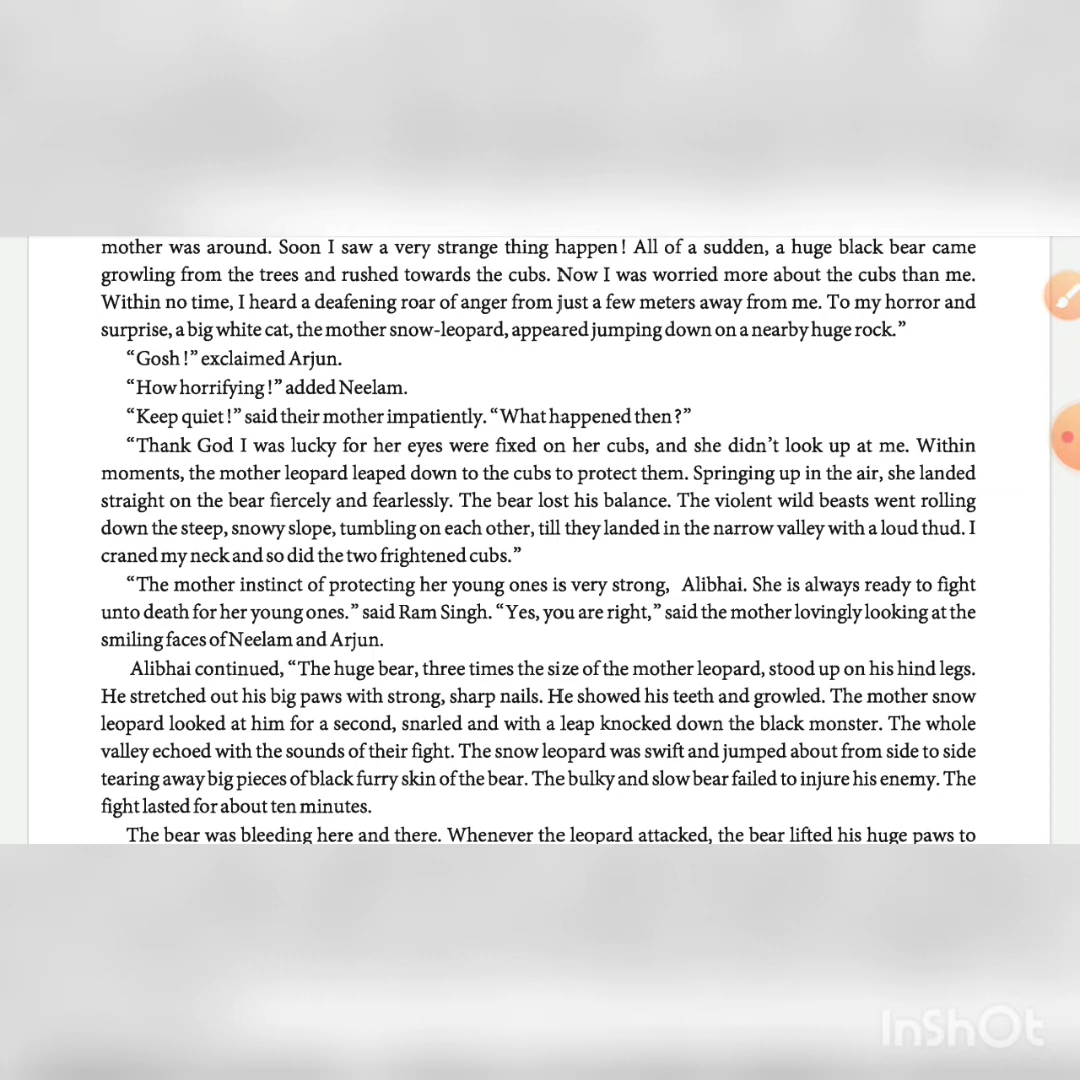 mother was around. Soon I saw a very strange thing happen! All of a sudden, a huge black bear came
growling from the trees and rushed towards the cubs. Now I was worried more about the cubs than me.
Within no time, I heard a deafening roar of anger from just a few meters away from me. To my horror and
surprise, a big white cat, the mother snow-leopard, appeared jumping down on a nearby huge rock.”
“Gosh!” exclaimed Arjun.
“How horrifying!” added Neelam.
“Keep quiet!” said their mother impatiently. “What happened then?”
“Thank God I was lucky for her eyes were fixed on her cubs, and she didn’t look up at me. Within
moments, the mother leopard leaped down to the cubs to protect them. Springing up in the air, she landed
straight on the bear fiercely and fearlessly. The bear lost his balance. The violent wild beasts went rolling
down the steep, snowy slope, tumbling on each other, till they landed in the narrow valley with a loud thud. I
craned my neck and so did the two frightened cubs.”
“The mother instinct of protecting her young ones is very strong, Alibhai. She is always ready to fight
unto death for her young ones.” said Ram Singh. “Yes, you are right,” said the mother lovingly looking at the
smiling faces of Neelam and Arjun.
Alibhai continued, “The huge bear, three times the size of the mother leopard, stood up on his hind legs.
He stretched out his big paws with strong, sharp nails. He showed his teeth and growled. The mother snow
leopard looked at him for a second, snarled and with a leap knocked down the black monster. The whole
valley echoed with the sounds of their fight. The snow leopard was swift and jumped about from side to side
tearing away big pieces of black furry skin of the bear. The bulky and slow bear failed to injure his enemy. The
fight lasted for about ten minutes.
The bear was bleeding here and there. Whenever the leopard attacked, the bear lifted his huge paws to
InShOt